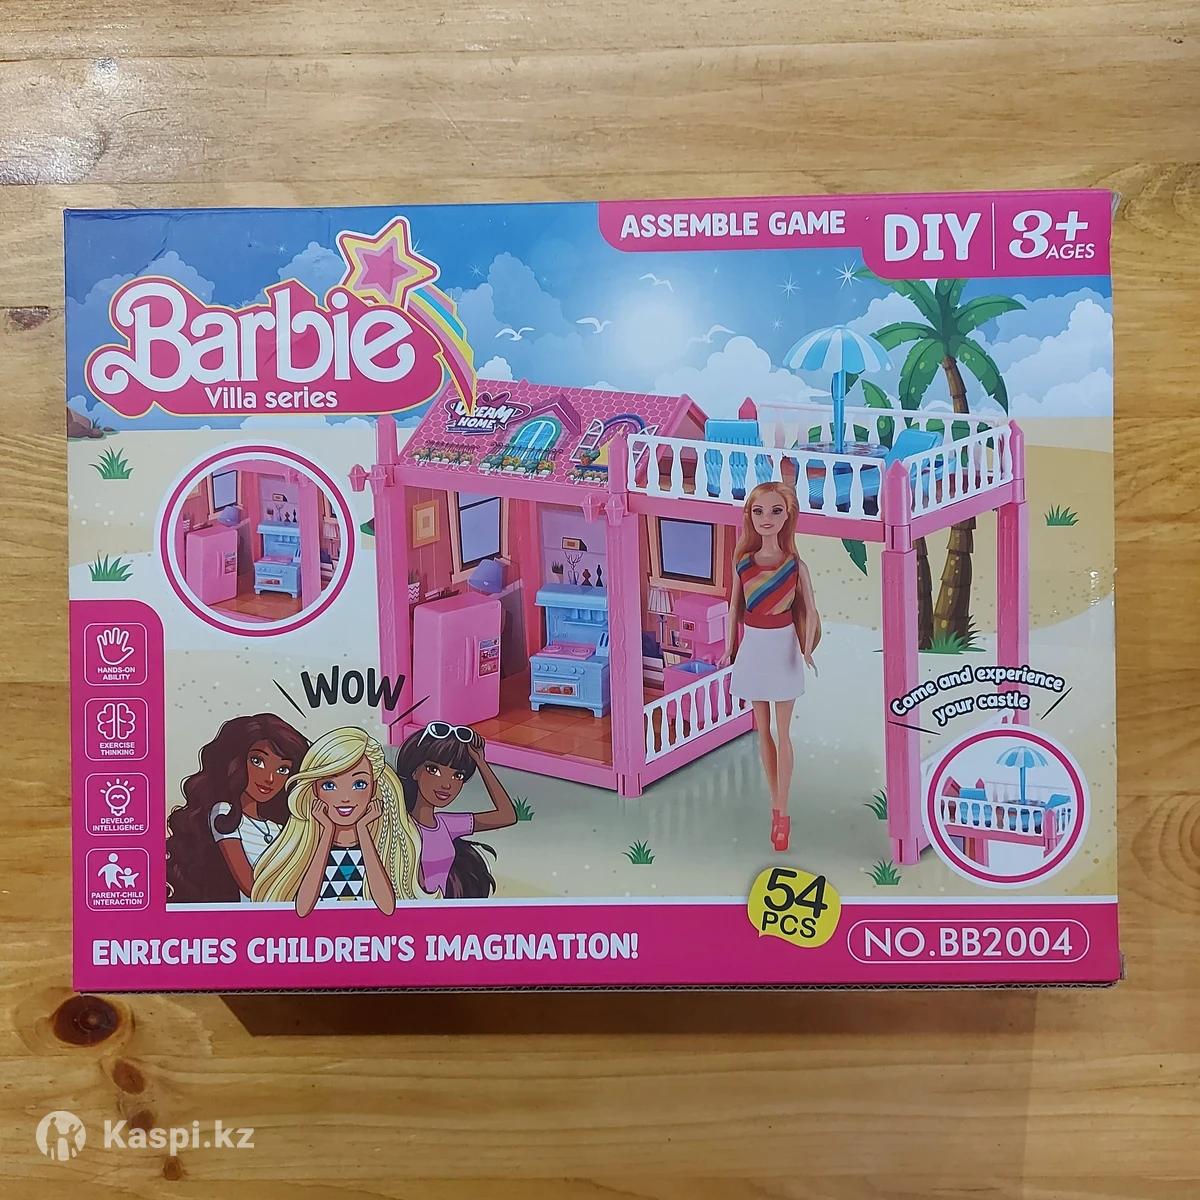 ASSEMBLE GAME
DIY
3+
AGES
Barbie
Villa series
DREAM
HOME
WOW
Come and experience
your castle
HANDS-ON
ABILITY
EXERCISE
THINKING
DEVELOP
INTELLIGENCE
PARENT-CHILD
INTERACTION
54
PCS
ENRICHES CHILDREN'S IMAGINATION!
NO.BB2004
Kaspi.kz